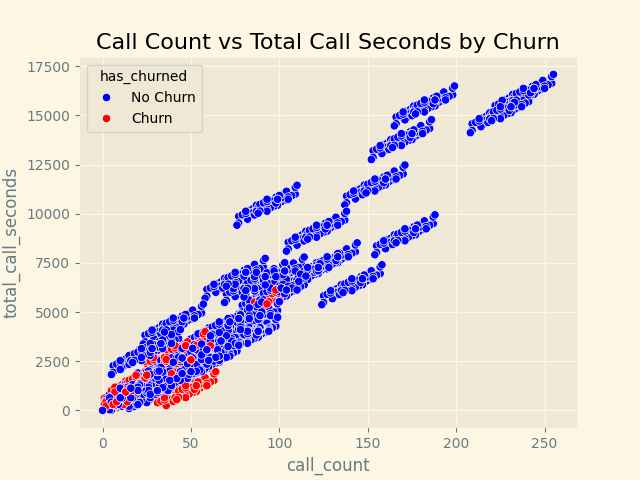 Call Count vs Total Call Seconds by Churn
has_churned
No Churn
Churn
total_call_seconds
17500
15000
12500
10000
7500
5000
2500
0
0 50 100 150 200 250
call_count